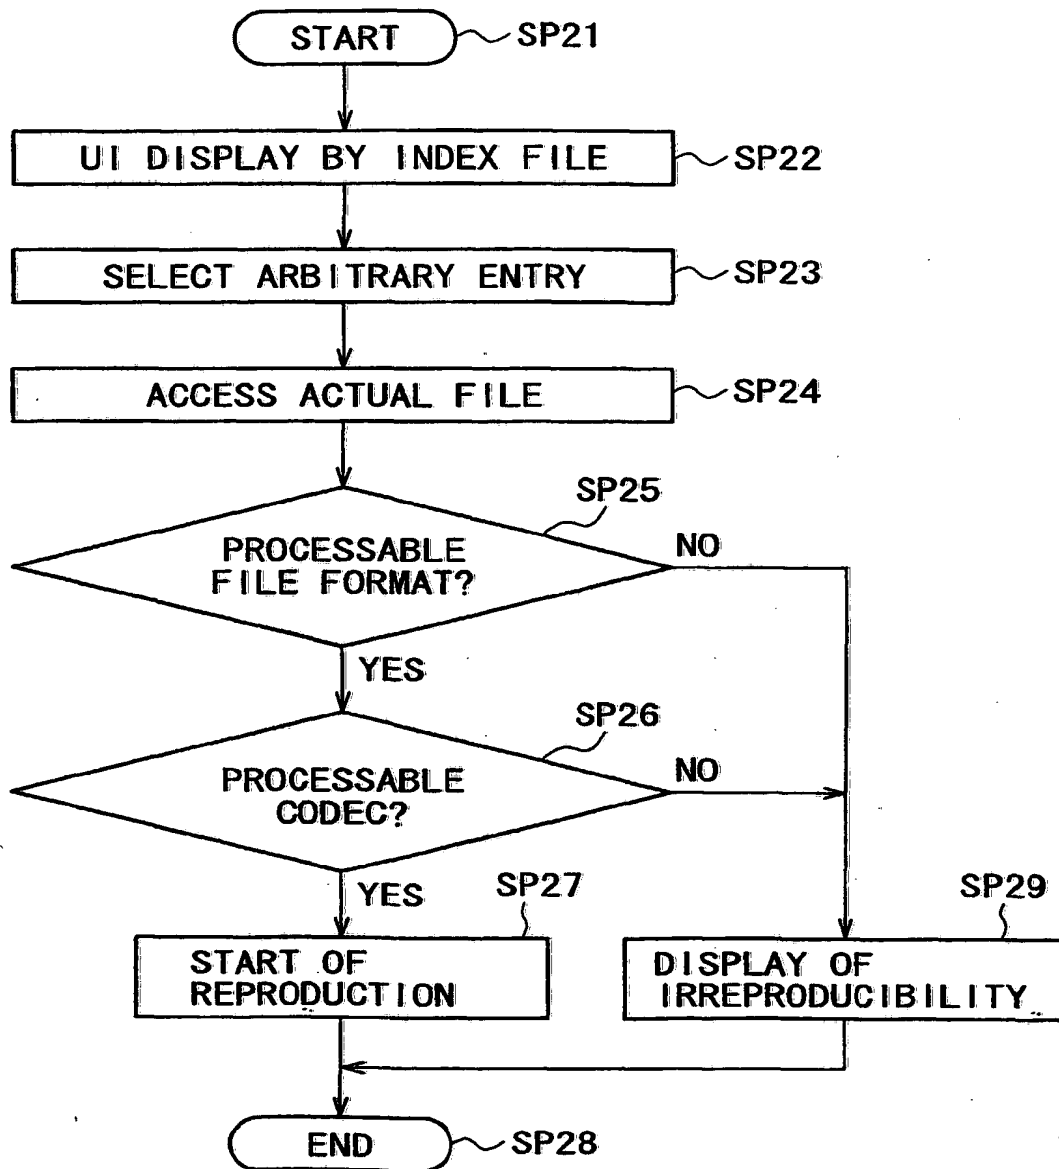 START
SP21
UI DISPLAY BY INDEX FILE
SP22
SELECT ARBITRARY ENTRY
SP23
ACCESS ACTUAL FILE
SP24
SP25
PROCESSABLE
FILE FORMAT?
NO
YES
SP26
PROCESSABLE
CODEC?
NO
YES
SP27
START OF
REPRODUCTION
SP29
DISPLAY OF
IRREPRODUCIBILITY
END
SP28